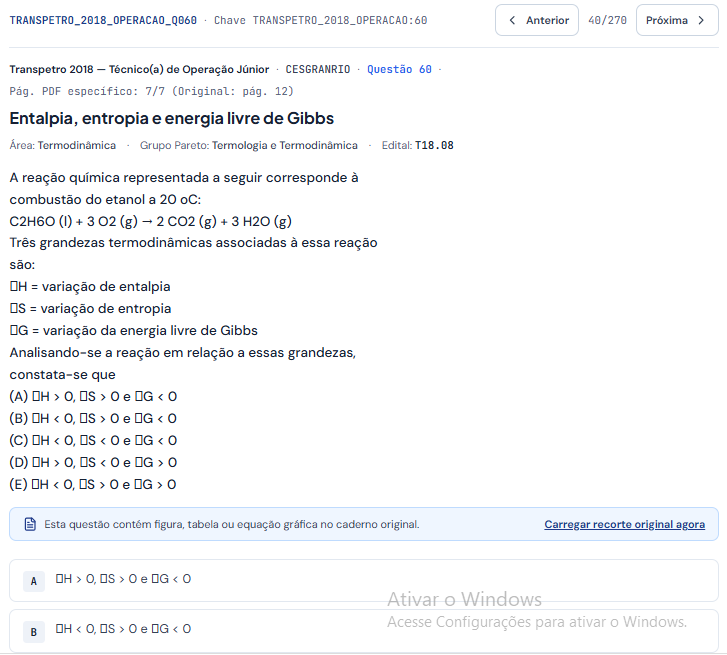 TRANSPETRO_2018_OPERACAO_Q060 · Chave TRANSPETRO_2018_OPERACAO:60
Anterior 40/270 Próxima
Transpetro 2018 — Técnico(a) de Operação Júnior · CESGRANRIO · Questão 60 ·
Pág. PDF específico: 7/7 (Original: pág. 12)
Entalpia, entropia e energia livre de Gibbs
Área: Termodinâmica · Grupo Pareto: Termologia e Termodinâmica · Edital: T18.08
A reação química representada a seguir corresponde à
combustão do etanol a 20 oC:
C2H6O (l) + 3 O2 (g) → 2 CO2 (g) + 3 H2O (g)
Três grandezas termodinâmicas associadas à essa reação
são:
□H = variação de entalpia
□S = variação de entropia
□G = variação da energia livre de Gibbs
Analisando-se a reação em relação a essas grandezas,
constata-se que
(A) □H > 0, □S > 0 e □G < 0
(B) □H < 0, □S > 0 e □G < 0
(C) □H < 0, □S < 0 e □G < 0
(D) □H > 0, □S < 0 e □G > 0
(E) □H < 0, □S > 0 e □G > 0
Esta questão contém figura, tabela ou equação gráfica no caderno original. Carregar recorte original agora
A □H > 0, □S > 0 e □G < 0
Ativar o Windows
Acesse Configurações para ativar o Windows.
B □H < 0, □S > 0 e □G < 0